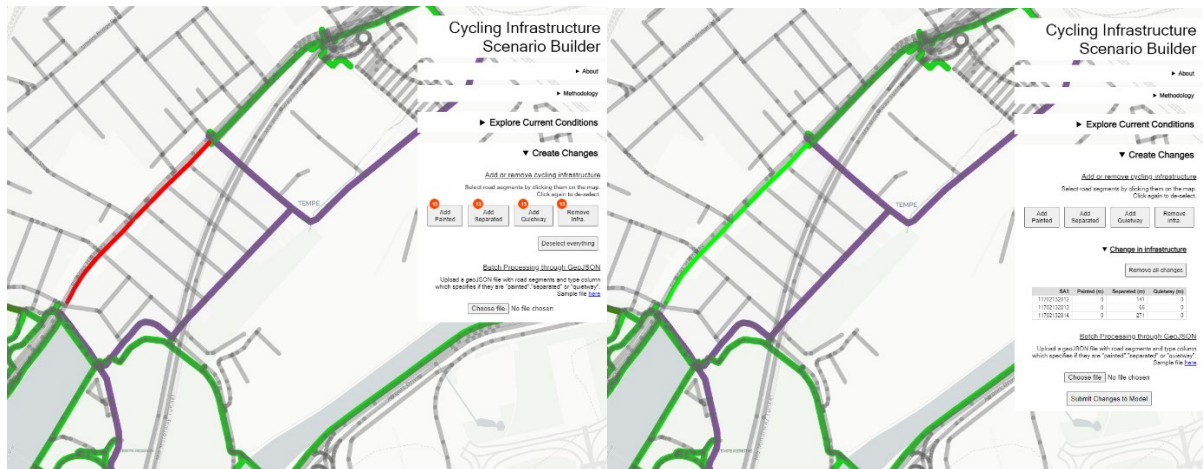 Cycling Infrastructure
Scenario Builder
► About
► Methodology
► Explore Current Conditions
▼ Create Changes
Add or remove cycling infrastructure
Select road segments by clicking them on the map.
Click again to de-select
Add
Painted
Add
Separated
Add
Quietway
Remove
Infra.
Deselect everything
Batch Processing through GeoJSON
Upload a geoJSON file with road segments and type column
which specifies if they are "painted","separated" or "quietway".
Sample file here
Choose file No file chosen
TEMPE
Cycling Infrastructure
Scenario Builder
► About
► Methodology
► Explore Current Conditions
▼ Create Changes
Add or remove cycling infrastructure
Select road segments by clicking them on the map.
Click again to de-select
Add
Painted
Add
Separated
Add
Quietway
Remove
Infra.
▼ Change in infrastructure
Remove all changes
SA1 Painted (m) Separated (m) Quietway (m)
0 141 0
0 0
0 271 0
Batch Processing through GeoJSON
Upload a geoJSON file with road segments and type column
which specifies if they are "painted","separated" or "quietway".
Sample file here
Choose file No file chosen
Submit Changes to Model
TEMPE